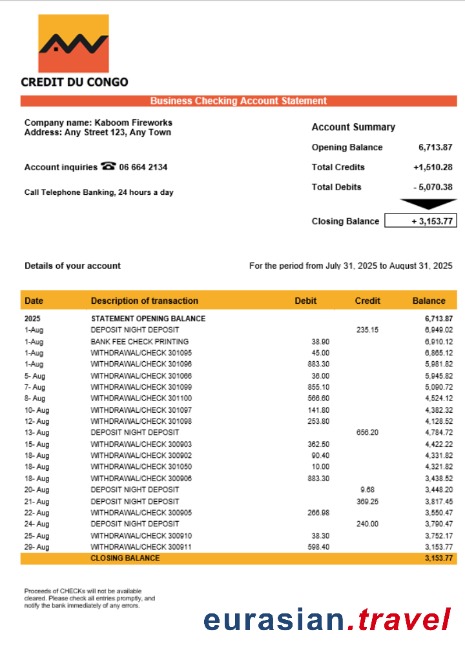 CREDIT DU CONGO
Business Checking Account Statement
Company name: Kaboom Fireworks
Address: Any Street 123, Any Town
Account inquiries ☎ 06 664 2134
Call Telephone Banking, 24 hours a day
Account Summary
Opening Balance 6,713.87
Total Credits +1,510.28
Total Debits - 5,070.38
Closing Balance + 3,153.77
Details of your account For the period from July 31, 2025 to August 31, 2025
Date Description of transaction Debit Credit Balance
2025 STATEMENT OPENING BALANCE 6,713.87
1-Aug DEPOSIT NIGHT DEPOSIT 235.15 6,949.02
1-Aug BANK FEE CHECK PRINTING 38.90 6,910.12
1-Aug WITHDRAWAL/CHECK 301095 45.00 6,865.12
1-Aug WITHDRAWAL/CHECK 301096 883.30 5,981.82
5- Aug WITHDRAWAL/CHECK 301066 36.00 5,945.82
7- Aug WITHDRAWAL/CHECK 301099 855.10 5,090.72
8- Aug WITHDRAWAL/CHECK 301100 566.60 4,524.12
10- Aug WITHDRAWAL/CHECK 301097 141.80 4,382.32
12- Aug WITHDRAWAL/CHECK 301098 253.80 4,128.52
13- Aug DEPOSIT NIGHT DEPOSIT 656.20 4,784.72
15- Aug WITHDRAWAL/CHECK 300903 362.50 4,422.22
18- Aug WITHDRAWAL/CHECK 300902 90.40 4,331.82
18- Aug WITHDRAWAL/CHECK 301050 10.00 4,321.82
18- Aug WITHDRAWAL/CHECK 300906 883.30 3,438.52
20- Aug DEPOSIT NIGHT DEPOSIT 9.68 3,448.20
21- Aug DEPOSIT NIGHT DEPOSIT 369.25 3,817.45
22- Aug WITHDRAWAL/CHECK 300905 266.98 3,550.47
24- Aug DEPOSIT NIGHT DEPOSIT 240.00 3,790.47
25- Aug WITHDRAWAL/CHECK 300910 38.30 3,752.17
29- Aug WITHDRAWAL/CHECK 300911 598.40 3,153.77
CLOSING BALANCE 3,153.77
Proceeds of CHECKs will not be available
cleared. Please check all entries promptly, and
notify the bank immediately of any errors.
eurasian.travel